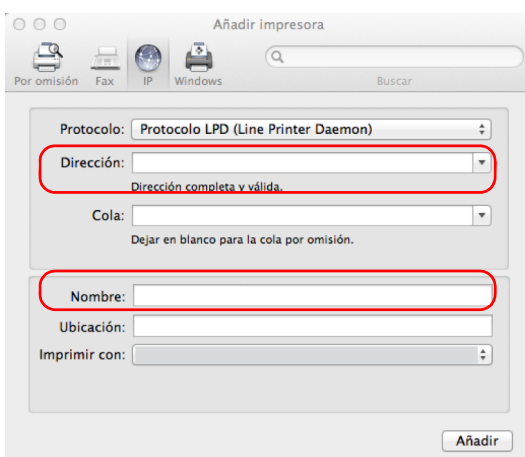 Añadir impresora
Por omisión Fax IP Windows Buscar
Protocolo: Protocolo LPD (Line Printer Daemon)
Dirección:
Dirección completa y válida.
Cola:
Dejar en blanco para la cola por omisión.
Nombre:
Ubicación:
Imprimir con:
Añadir